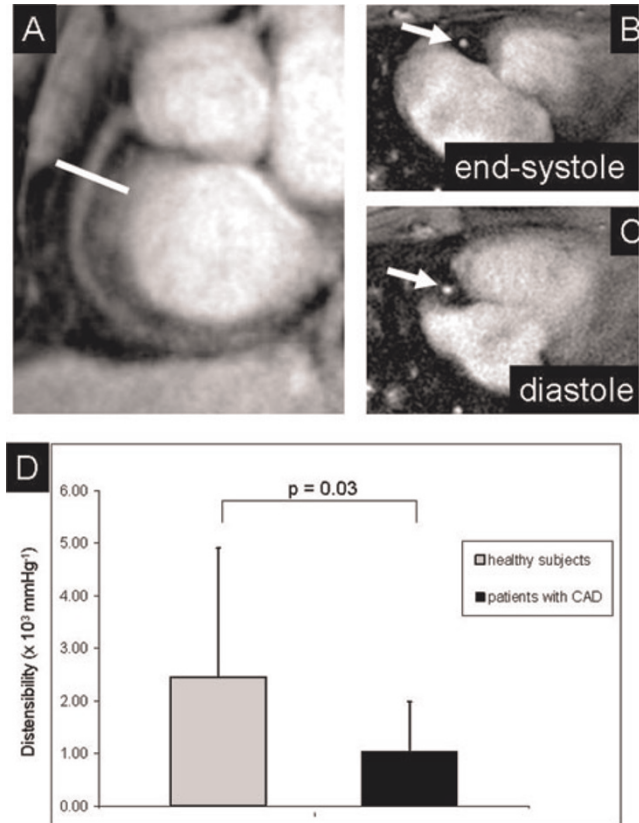 A
B
end-systole
C
diastole
D
p = 0.03
6.00
5.00
4.00
3.00
2.00
1.00
0.00
Distensibility (x 10³ mmHg⁻¹)
healthy subjects
patients with CAD